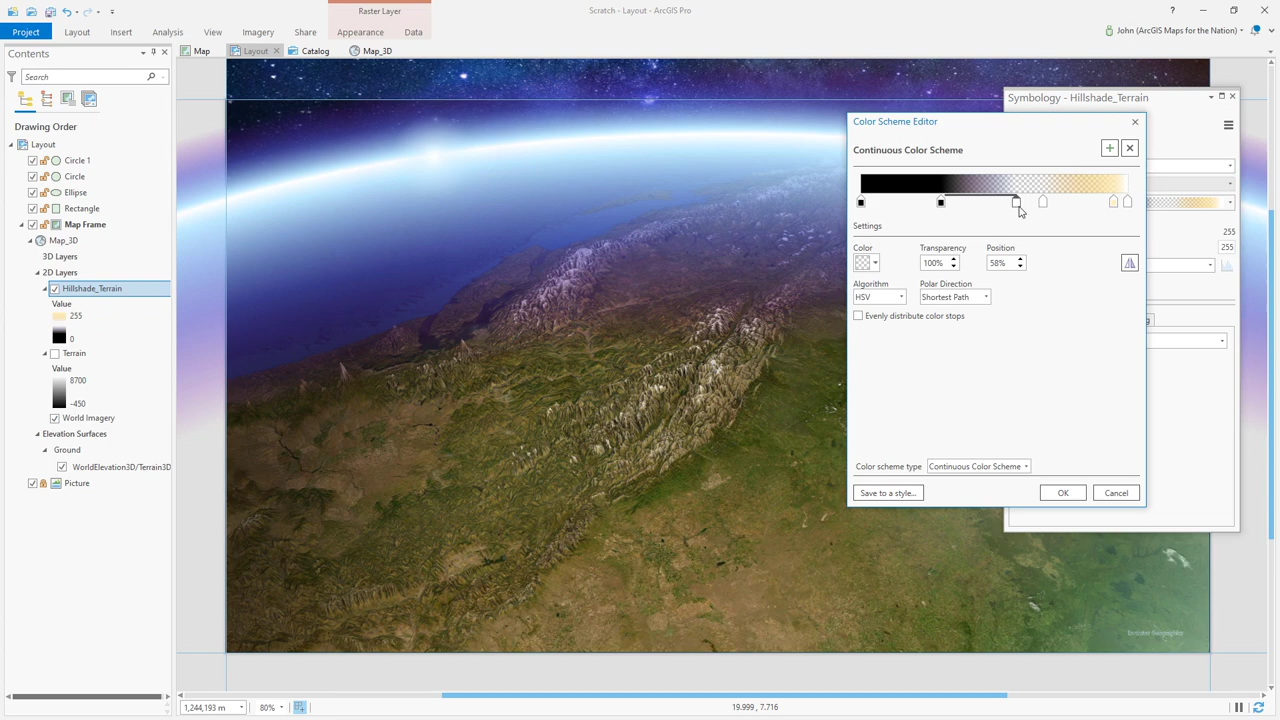 Raster Layer
Scratch - Layout - ArcGIS Pro
Project
Layout
Insert
Analysis
View
Imagery
Share
Appearance
Data
John (ArcGIS Maps for the Nation)
Contents
Map
Layout
Catalog
Map_3D
Search
Drawing Order
Layout
Circle 1
Circle
Ellipse
Rectangle
Map Frame
Map_3D
3D Layers
2D Layers
Hillshade_Terrain
Value
255
0
Terrain
Value
8700
-450
World Imagery
Elevation Surfaces
Ground
WorldElevation3D/Terrain3D
Picture
Symbology - Hillshade_Terrain
255
255
Color Scheme Editor
Continuous Color Scheme
Settings
Color
Transparency
Position
100%
58%
Algorithm
Polar Direction
HSV
Shortest Path
Evenly distribute color stops
Color scheme type
Continuous Color Scheme
Save to a style...
OK
Cancel
1,244,193 m
80%
19.999 , 7.716